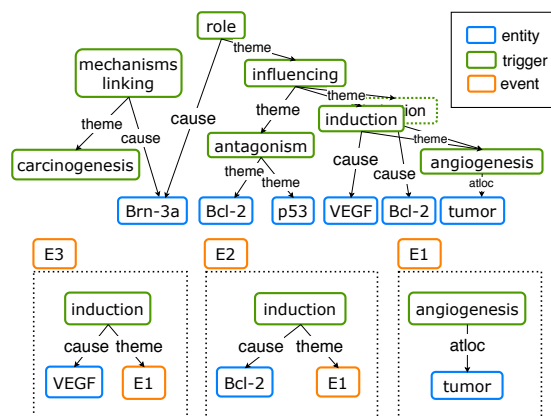 role
entity
trigger
event
theme
mechanisms
linking
influencing
theme
theme
induction
theme
cause
cause
antagonism
theme
carcinogenesis
angiogenesis
theme
theme
cause
cause
atloc
Brn-3a
Bcl-2
p53
VEGF
Bcl-2
tumor
E3
E2
E1
induction
induction
angiogenesis
cause
theme
cause
theme
atloc
VEGF
E1
Bcl-2
E1
tumor